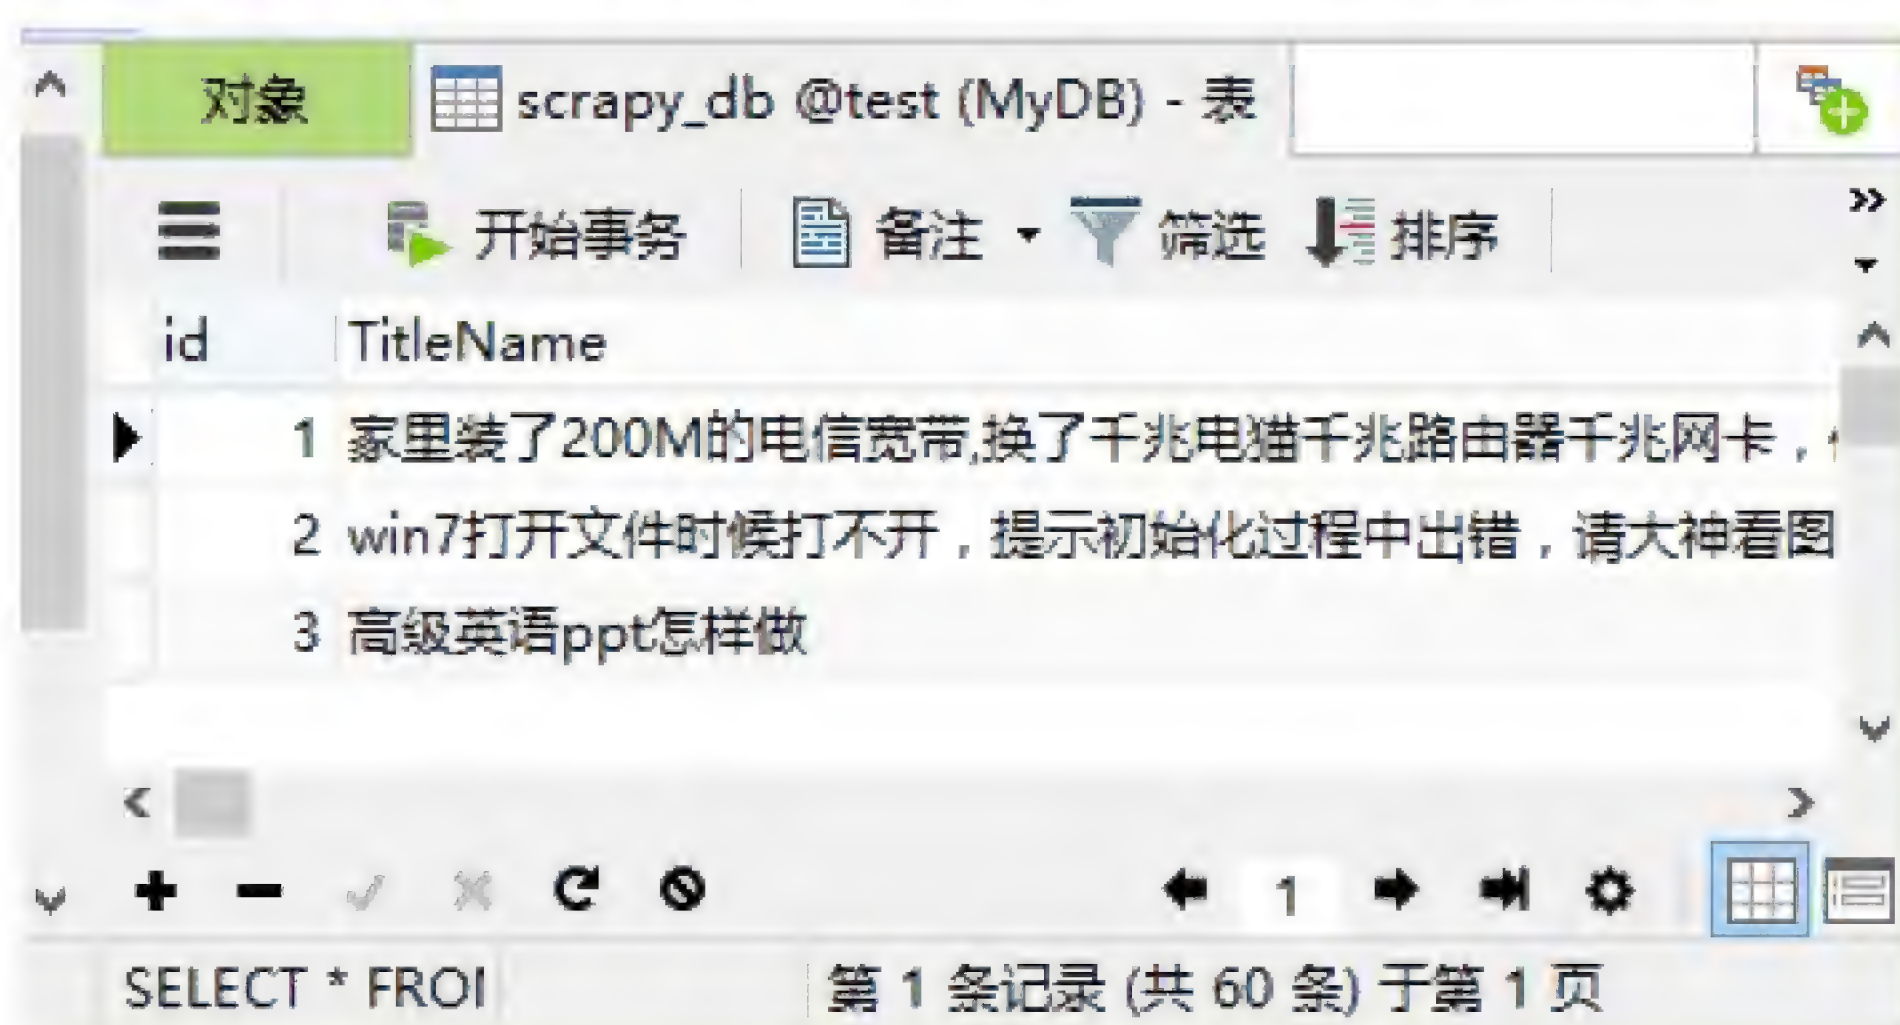 对象 scrapy_db @test (MyDB) - 表
开始事务 备注 筛选 排序
id TitleName
1 家里装了200M的电信宽带,换了千兆电猫千兆路由器千兆网卡，
2 win7打开文件时候打不开，提示初始化过程中出错，请大神看图
3 高级英语ppt怎样做
1
SELECT * FROI 第 1 条记录 (共 60 条) 于第 1 页